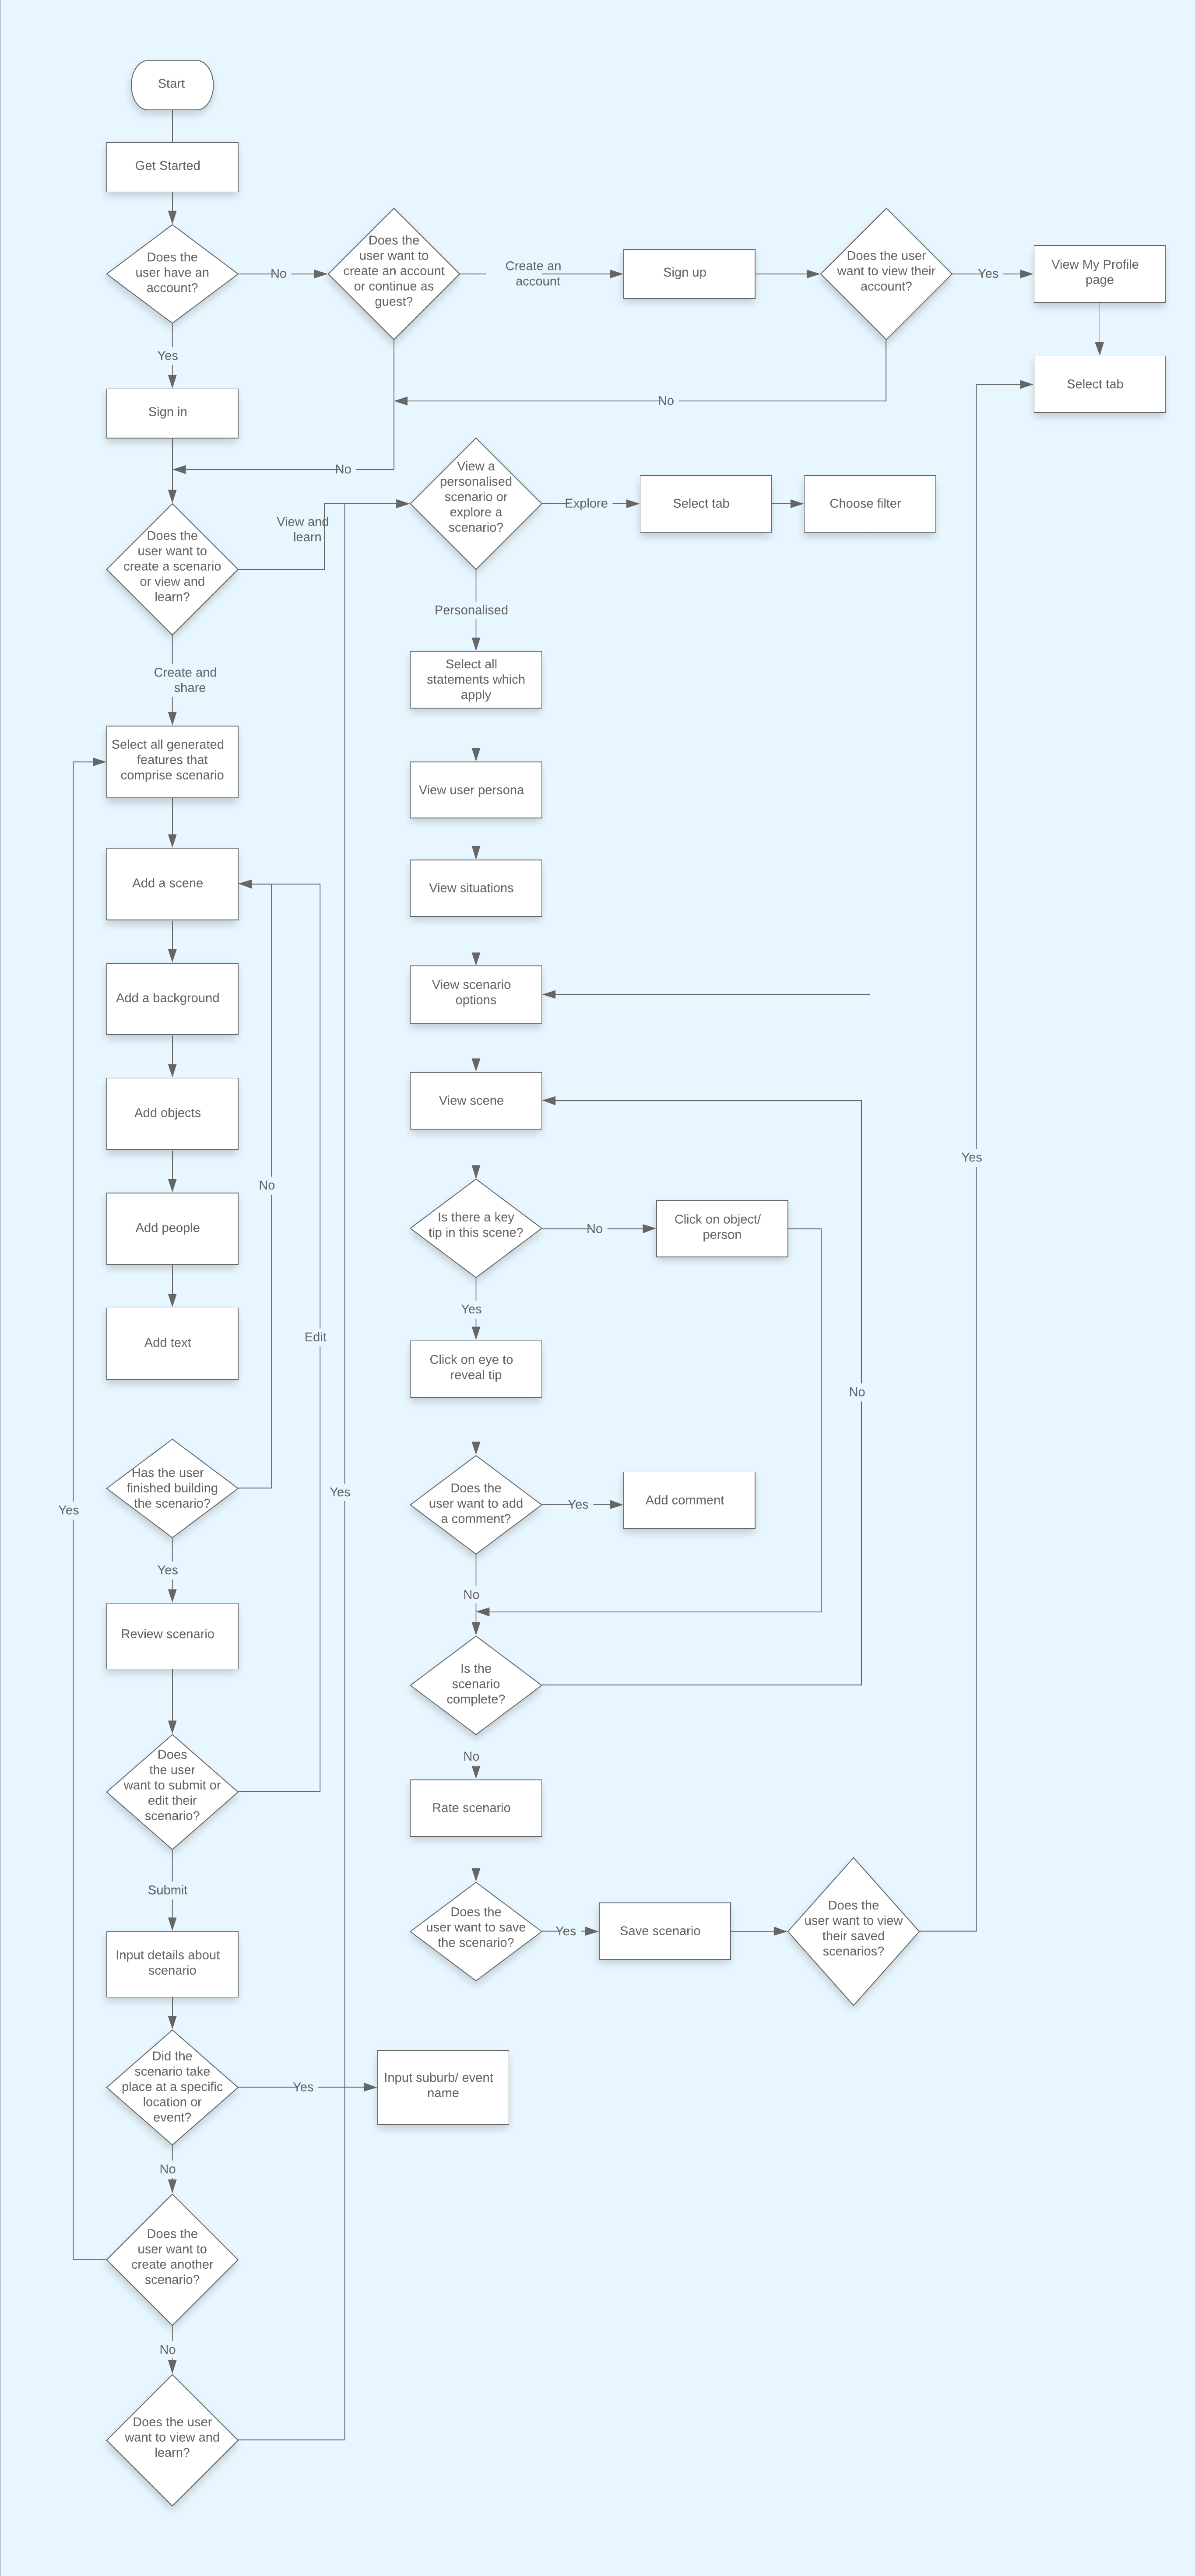 Start
Get Started
Does the
user have an
account?
No
Does the
user want to
create an account
or continue as
guest?
Create an
account
Sign up
Does the user
want to view their
account?
Yes
View My Profile
page
Yes
Select tab
Sign in
No
No
View a
personalised
scenario or
explore a
scenario?
Explore
Select tab
Choose filter
View and
learn
Does the
user want to
create a scenario
or view and
learn?
Personalised
Create and
share
Select all
statements which
apply
Select all generated
features that
comprise scenario
View user persona
Add a scene
View situations
Add a background
View scenario
options
Add objects
View scene
Yes
No
Add people
Is there a key
tip in this scene?
No
Click on object/
person
Yes
Add text
Edit
Click on eye to
reveal tip
No
Has the user
finished building
the scenario?
Yes
Yes
Does the
user want to add
a comment?
Yes
Add comment
Yes
No
Review scenario
Is the
scenario
complete?
No
Does
the user
want to submit or
edit their
scenario?
Rate scenario
Submit
Does the
user want to save
the scenario?
Yes
Save scenario
Does the
user want to view
their saved
scenarios?
Input details about
scenario
Did the
scenario take
place at a specific
location or
event?
Yes
Input suburb/ event
name
No
Does the
user want to
create another
scenario?
No
Does the user
want to view and
learn?